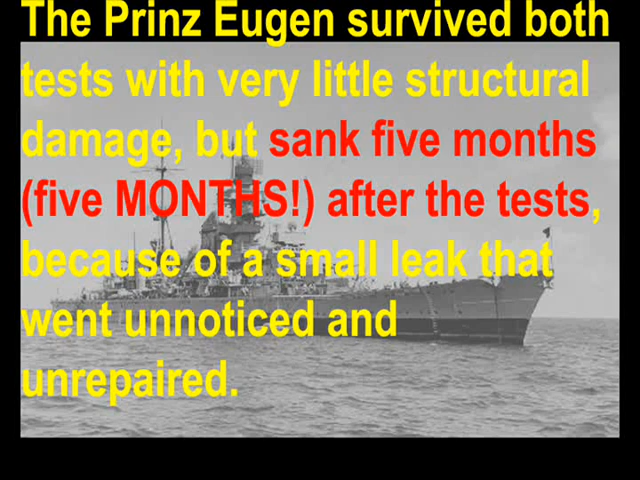 The Prinz Eugen survived both
tests with very little structural
damage, but sank five months
(five MONTHS!) after the tests,
because of a small leak that
went unnoticed and
unrepaired.